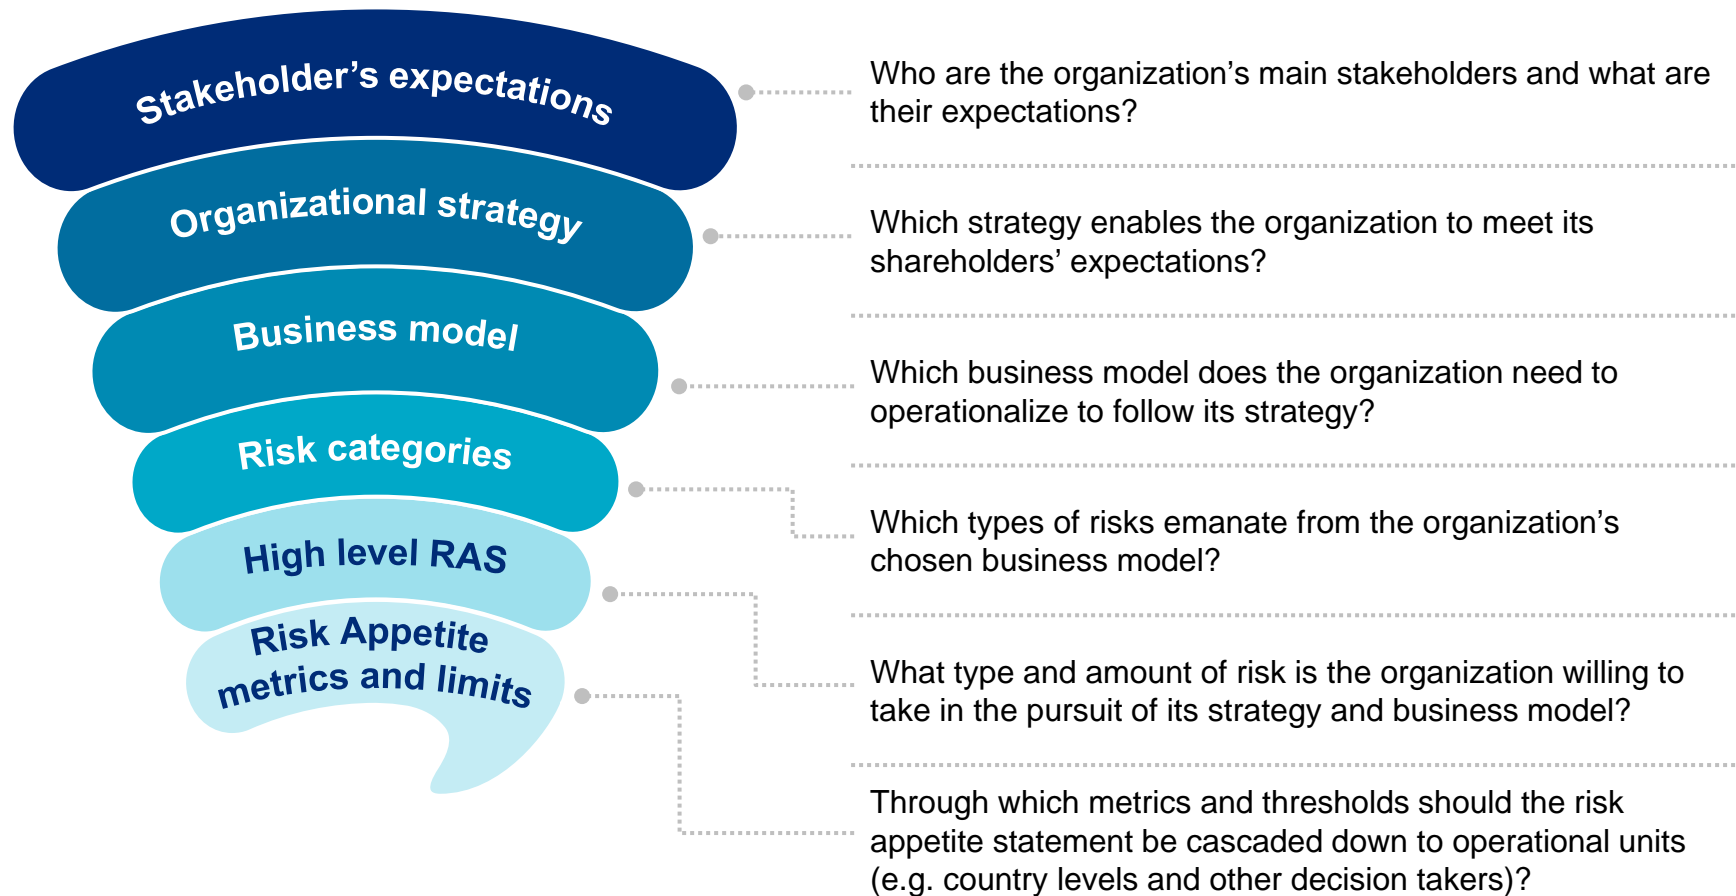 Stakeholder’s expectations
Who are the organization’s main stakeholders and what are
their expectations?
Organizational strategy
Which strategy enables the organization to meet its
shareholders’ expectations?
Business model
Which business model does the organization need to
operationalize to follow its strategy?
Risk categories
Which types of risks emanate from the organization’s
chosen business model?
High level RAS
What type and amount of risk is the organization willing to
take in the pursuit of its strategy and business model?
Risk Appetite
metrics and limits
Through which metrics and thresholds should the risk
appetite statement be cascaded down to operational units
(e.g. country levels and other decision takers)?